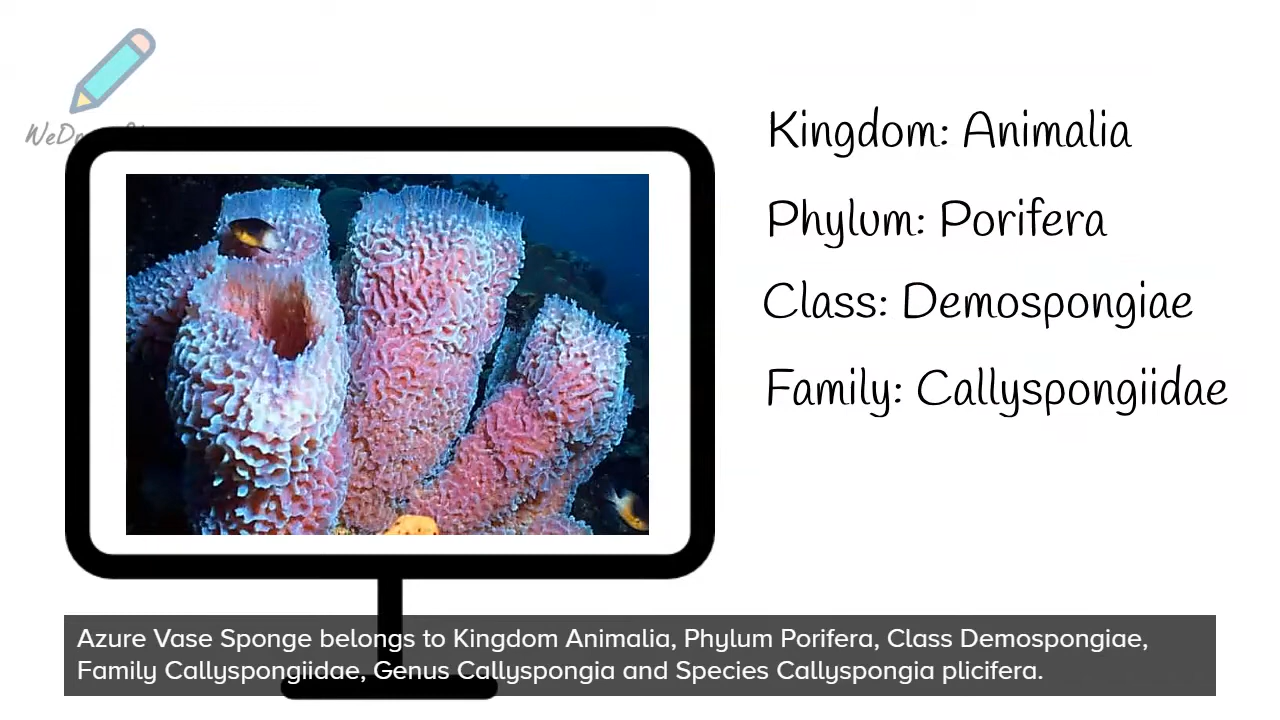 Kingdom: Animalia
Phylum: Porifera
Class: Demospongiae
Family: Callyspongiidae
Azure Vase Sponge belongs to Kingdom Animalia, Phylum Porifera, Class Demospongiae,
Family Callyspongiidae, Genus Callyspongia and Species Callyspongia plicifera.